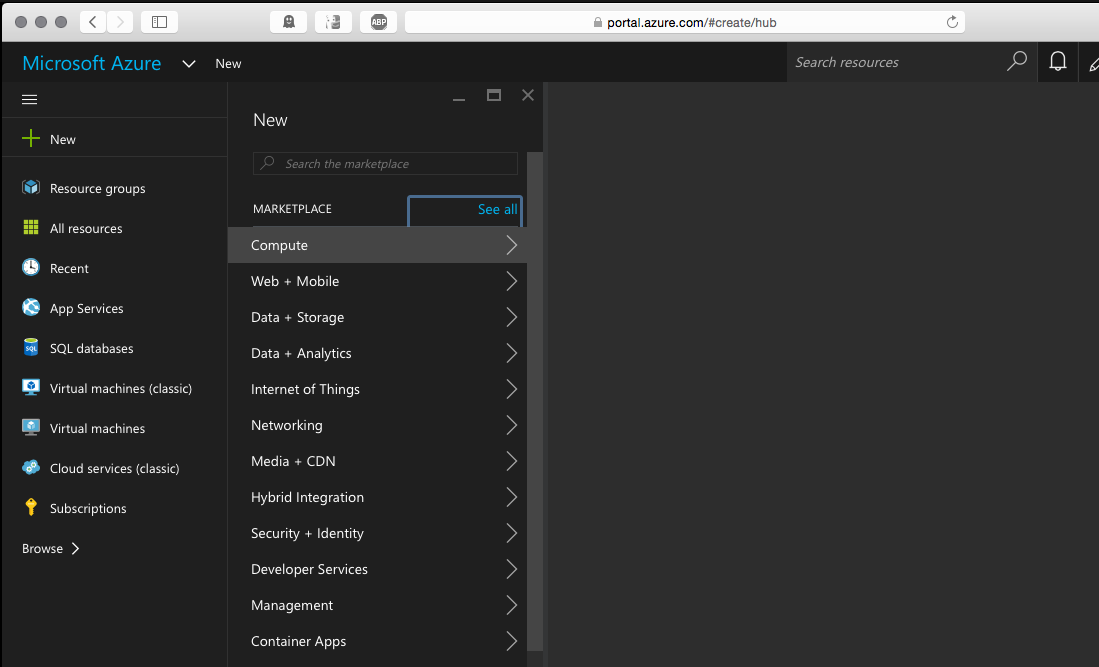 ABP
portal.azure.com/#create/hub
Microsoft Azure
New
Search resources
New
Resource groups
All resources
Recent
App Services
SQL
SQL databases
Virtual machines (classic)
Virtual machines
Cloud services (classic)
Subscriptions
Browse
New
Search the marketplace
MARKETPLACE
See all
Compute
Web + Mobile
Data + Storage
Data + Analytics
Internet of Things
Networking
Media + CDN
Hybrid Integration
Security + Identity
Developer Services
Management
Container Apps